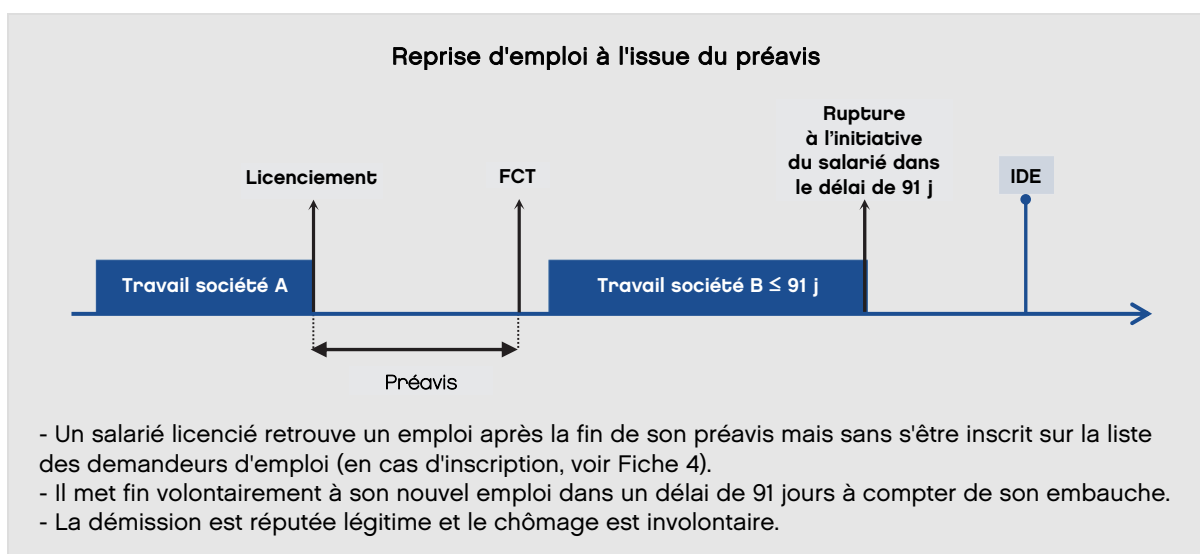 Reprise d'emploi à l'issue du préavis
Rupture
à l'initiative
du salarié dans
le délai de 91 j
Licenciement
FCT
IDE
Travail société A
Travail société B ≤ 91 j
Préavis
- Un salarié licencié retrouve un emploi après la fin de son préavis mais sans s'être inscrit sur la liste
des demandeurs d'emploi (en cas d'inscription, voir Fiche 4).
- Il met fin volontairement à son nouvel emploi dans un délai de 91 jours à compter de son embauche.
- La démission est réputée légitime et le chômage est involontaire.